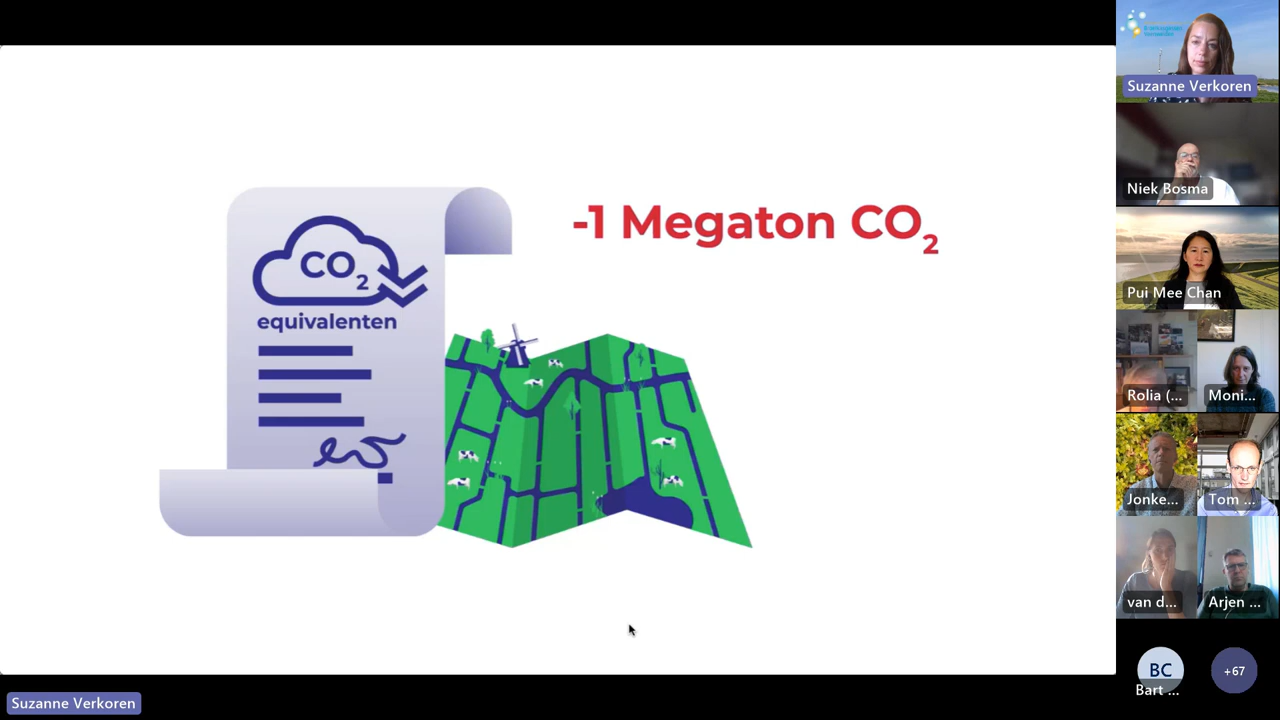 -1 Megaton CO₂
CO₂
equivalenten
Suzanne Verkoren
Niek Bosma
Pui Mee Chan
Rolia (...
Moni...
Jonke...
Tom ...
van d...
Arjen ...
BC
Bart ...
+67
Suzanne Verkoren